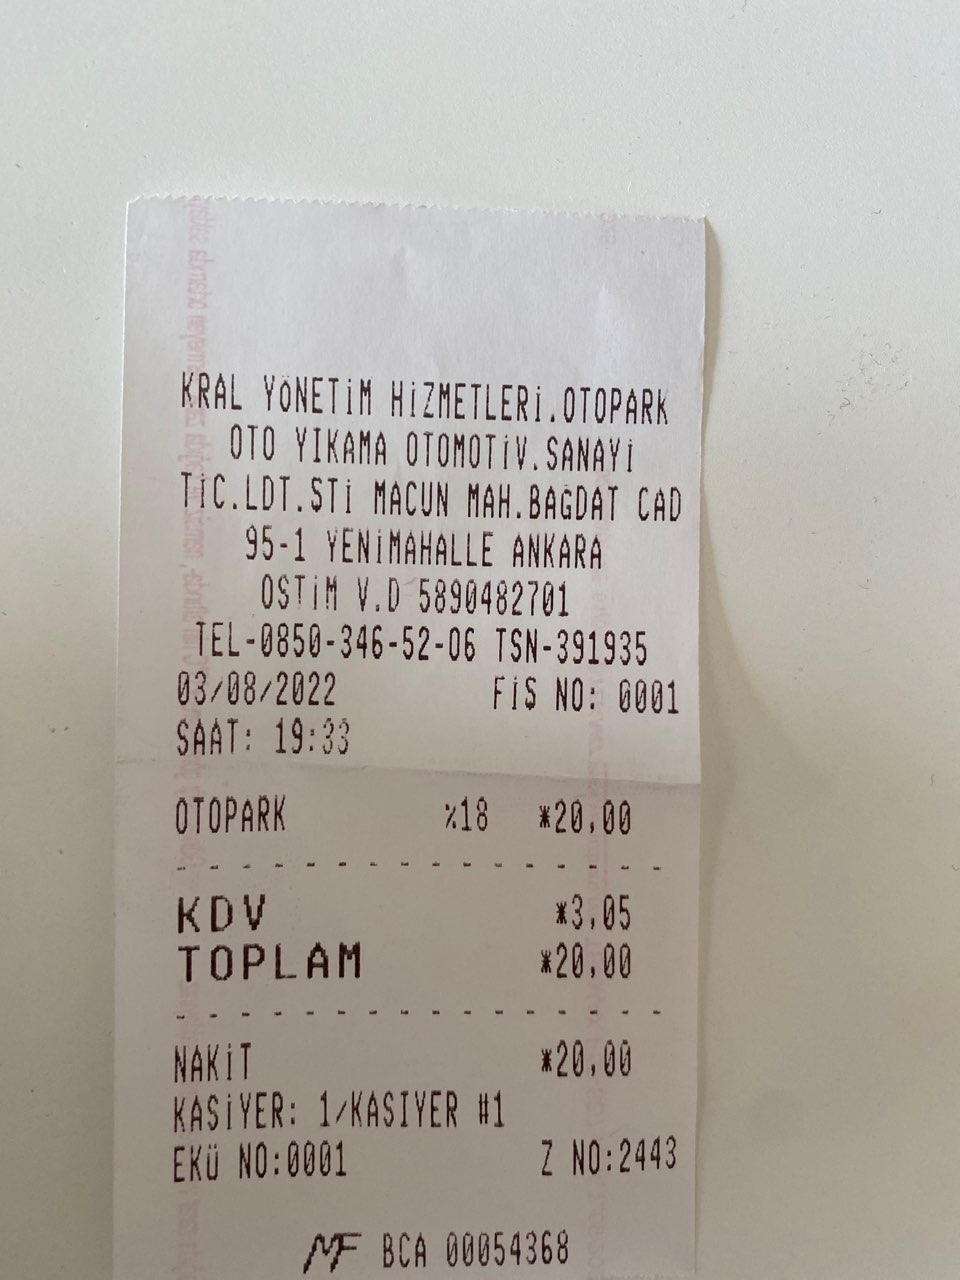 KRAL YÖNETİM HİZMETLERİ.OTOPARK
OTO YIKAMA OTOMOTİV.SANAYİ
TİC.LDT.STİ MACUN MAH.BAĞDAT CAD
95-1 YENİMAHALLE ANKARA
OSTİM V.D 5890482701
TEL-0850-346-52-06 TSN-391935
03/08/2022 FİŞ NO: 0001
SAAT: 19:33
OTOPARK %18 *20,00
KDV *3,05
TOPLAM *20,00
NAKİT *20,00
KASİYER: 1/KASIYER #1
EKÜ NO:0001 Z NO:2443
MF BCA 00054368